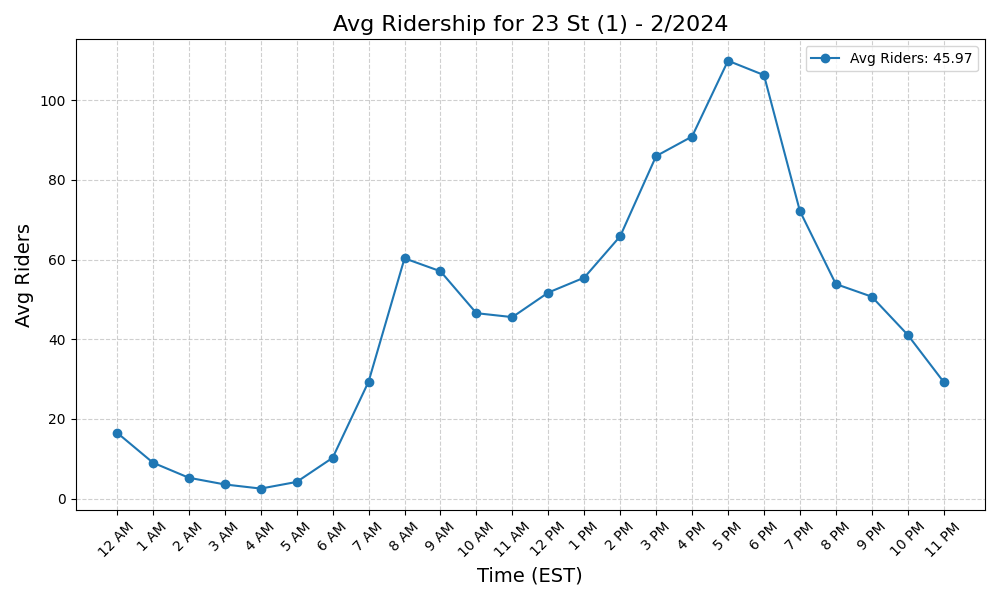 Avg Ridership for 23 St (1) - 2/2024
Avg Riders: 45.97
Avg Riders
100
80
60
40
20
0
12 AM
1 AM
2 AM
3 AM
4 AM
5 AM
6 AM
7 AM
8 AM
9 AM
10 AM
11 AM
12 PM
1 PM
2 PM
3 PM
4 PM
5 PM
6 PM
7 PM
8 PM
9 PM
10 PM
11 PM
Time (EST)